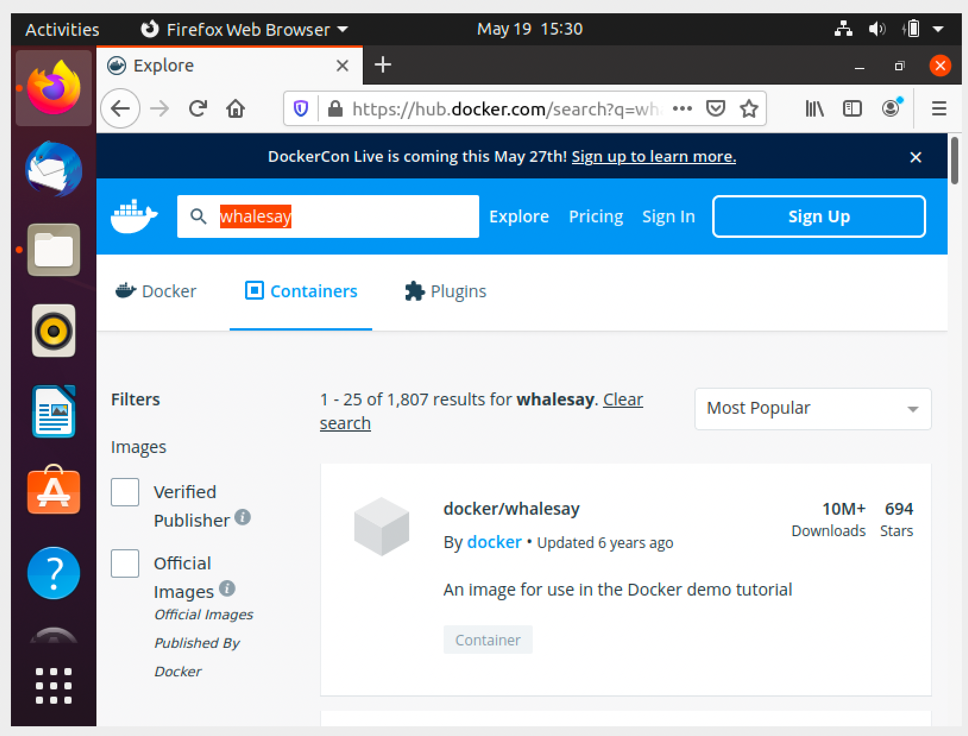 Activities
Firefox Web Browser
May 19 15:30
Explore
https://hub.docker.com/search?q=wh
DockerCon Live is coming this May 27th! Sign up to learn more.
whalesay
Explore
Pricing
Sign In
Sign Up
Docker
Containers
Plugins
Filters
1 - 25 of 1,807 results for whalesay. Clear
search
Most Popular
Images
Verified
Publisher
Official
Images
Official Images
Published By
Docker
docker/whalesay
10M+
694
Downloads
Stars
By docker • Updated 6 years ago
An image for use in the Docker demo tutorial
Container